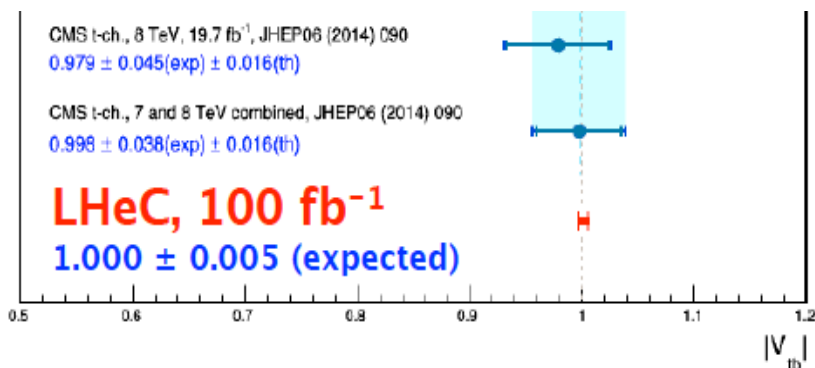 CMS t-ch., 8 TeV, 19.7 fb⁻¹, JHEP06 (2014) 090
0.979 ± 0.045(exp) ± 0.016(th)
CMS t-ch., 7 and 8 TeV combined, JHEP06 (2014) 090
0.998 ± 0.038(exp) ± 0.016(th)
LHeC, 100 fb⁻¹
1.000 ± 0.005 (expected)
0.5 0.6 0.7 0.8 0.9 1 1.1 1.2
|V_tb|